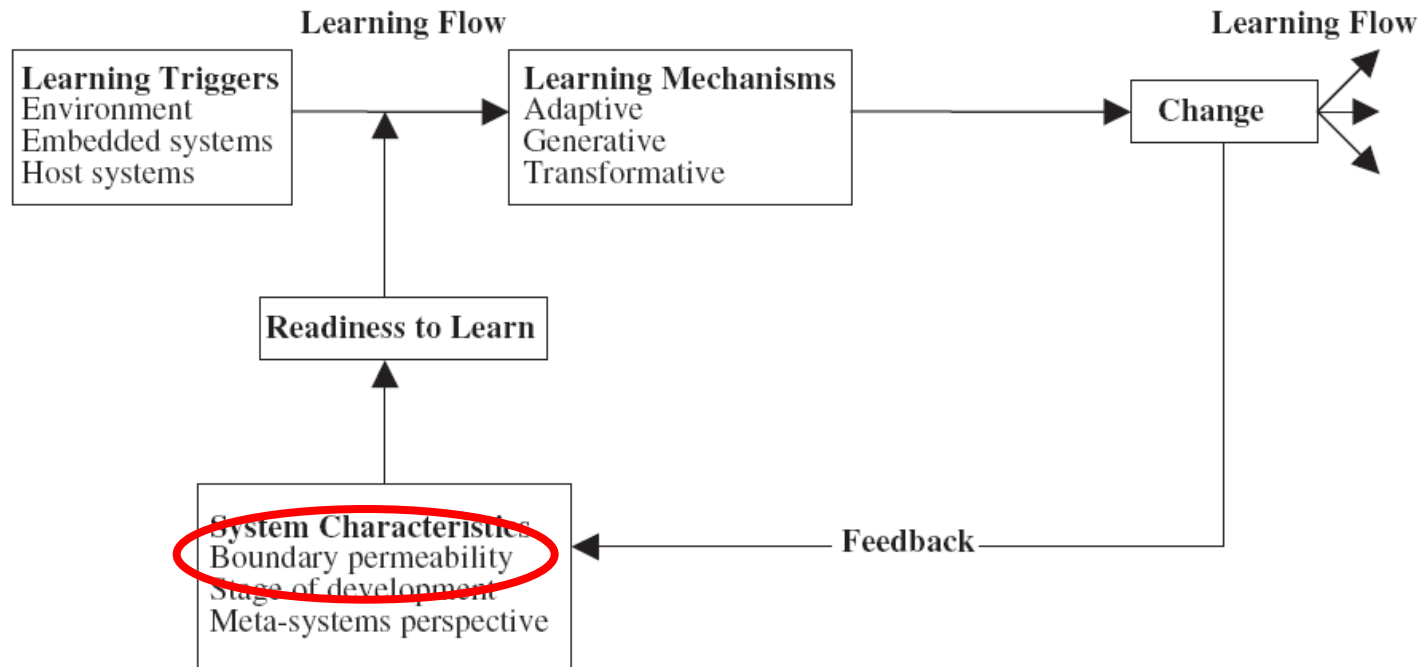 Learning Flow
Learning Flow
Learning Triggers
Environment
Embedded systems
Host systems
Learning Mechanisms
Adaptive
Generative
Transformative
Change
Readiness to Learn
System Characteristics
Boundary permeability
Stage of development
Meta-systems perspective
Feedback